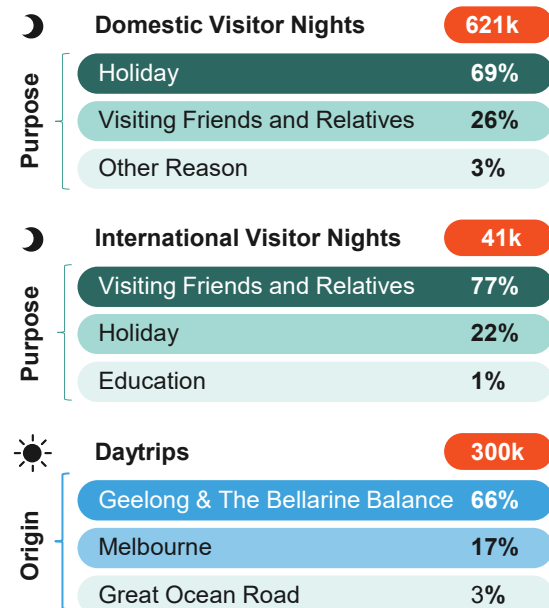 Domestic Visitor Nights 621k
Purpose
Holiday 69%
Visiting Friends and Relatives 26%
Other Reason 3%
International Visitor Nights 41k
Purpose
Visiting Friends and Relatives 77%
Holiday 22%
Education 1%
Daytrips 300k
Origin
Geelong & The Bellarine Balance 66%
Melbourne 17%
Great Ocean Road 3%